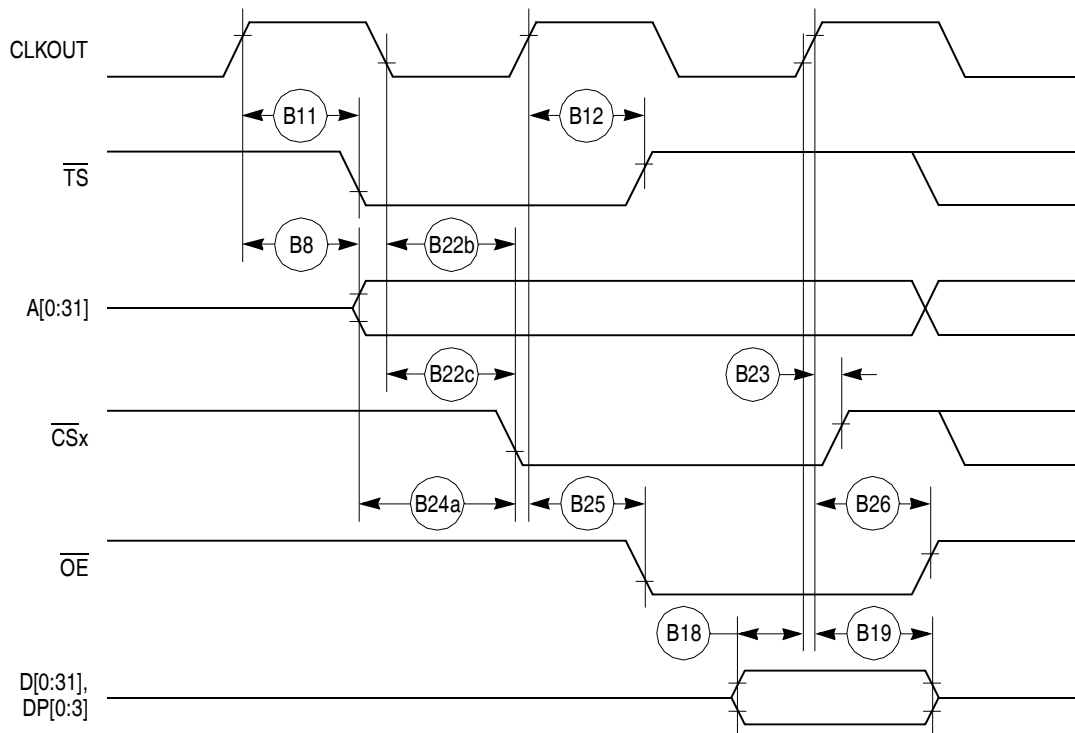 CLKOUT
B11
B12
TS
B8
B22b
A[0:31]
B22c
B23
CSx
B24a
B25
B26
OE
B18
B19
D[0:31],
DP[0:3]